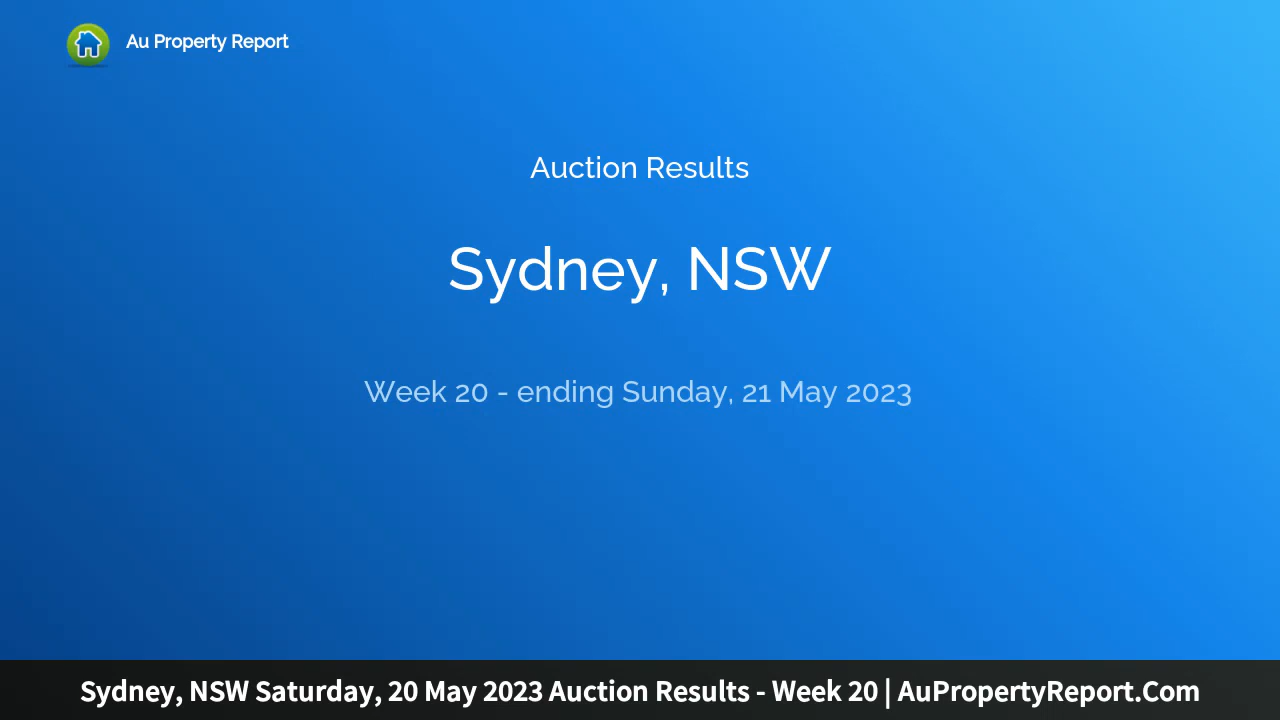 Au Property Report
Auction Results
Sydney, NSW
Week 20 - ending Sunday, 21 May 2023
Sydney, NSW Saturday, 20 May 2023 Auction Results - Week 20 | AuPropertyReport.Com